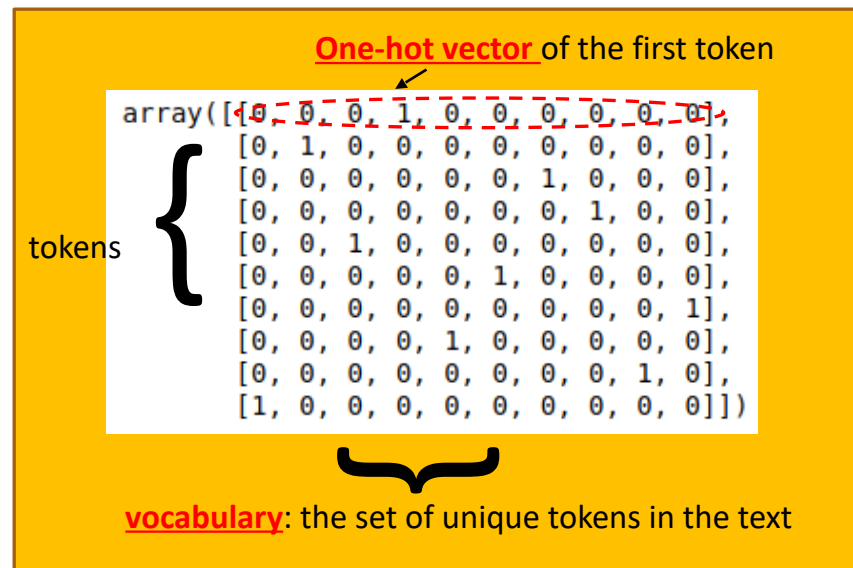 One-hot vector of the first token
array([[0, 0, 0, 1, 0, 0, 0, 0, 0, 0],
[0, 1, 0, 0, 0, 0, 0, 0, 0, 0],
[0, 0, 0, 0, 0, 0, 1, 0, 0, 0],
[0, 0, 0, 0, 0, 0, 0, 1, 0, 0],
tokens
[0, 0, 1, 0, 0, 0, 0, 0, 0, 0],
[0, 0, 0, 0, 0, 1, 0, 0, 0, 0],
[0, 0, 0, 0, 0, 0, 0, 0, 0, 1],
[0, 0, 0, 0, 1, 0, 0, 0, 0, 0],
[0, 0, 0, 0, 0, 0, 0, 0, 1, 0],
[1, 0, 0, 0, 0, 0, 0, 0, 0, 0]])
vocabulary: the set of unique tokens in the text